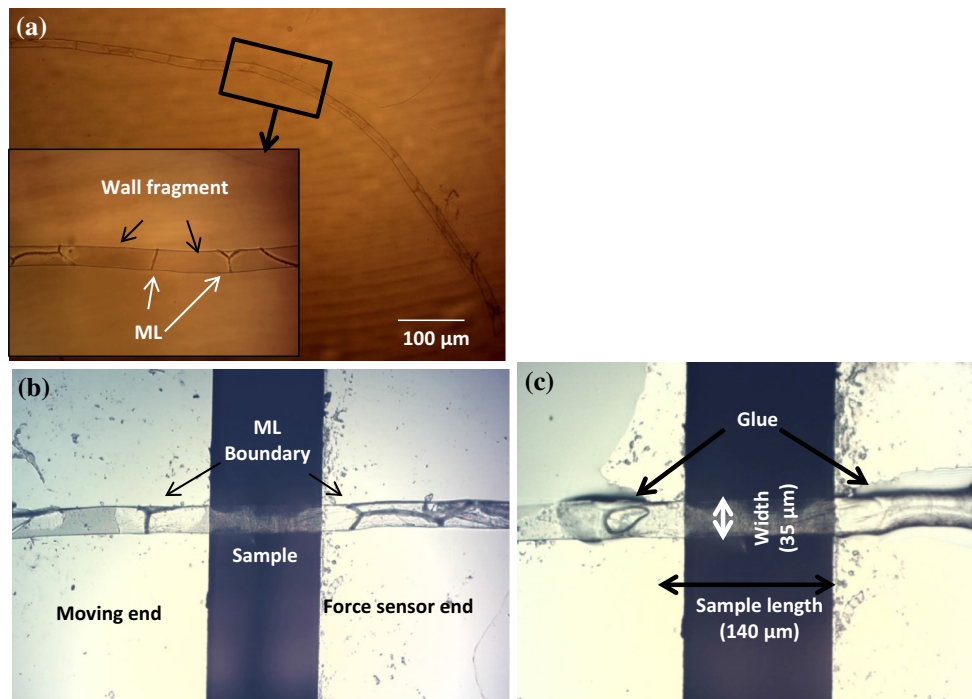 (a)
Wall fragment
ML
100 µm
(b)
ML
Boundary
Sample
Moving end
Force sensor end
(c)
Glue
Width
(35 µm)
Sample length
(140 µm)